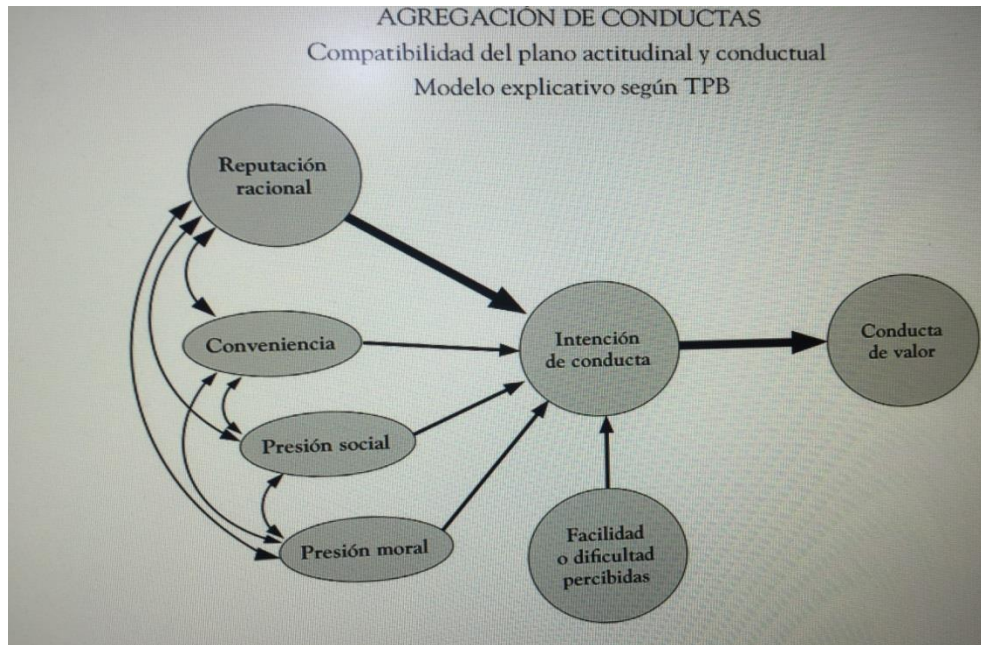 AGREGACIÓN DE CONDUCTAS
Compatibilidad del plano actitudinal y conductual
Modelo explicativo según TPB
Reputación
racional
Conveniencia
Presión social
Presión moral
Intención
de conducta
Facilidad
o dificultad
percibidas
Conducta
de valor